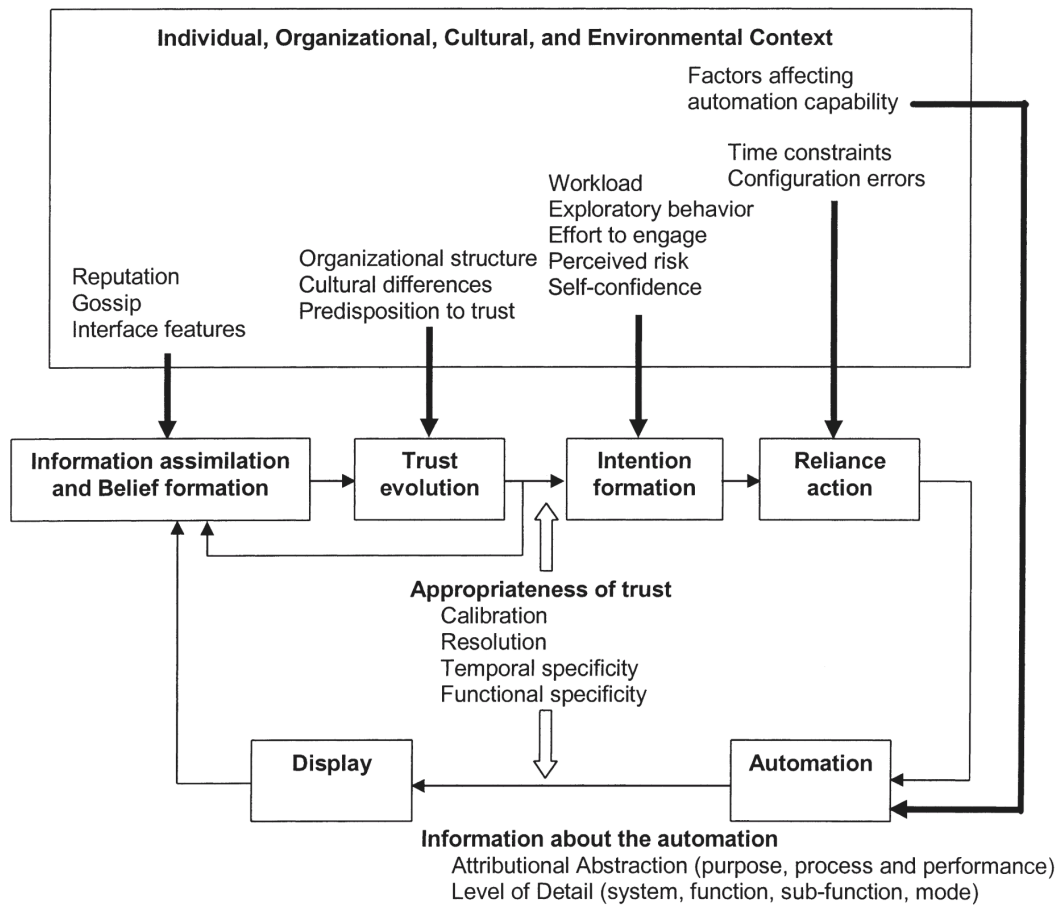 Individual, Organizational, Cultural, and Environmental Context
Factors affecting
automation capability
Time constraints
Configuration errors
Workload
Exploratory behavior
Effort to engage
Perceived risk
Self-confidence
Organizational structure
Cultural differences
Predisposition to trust
Reputation
Gossip
Interface features
Information assimilation
and Belief formation
Trust
evolution
Intention
formation
Reliance
action
Appropriateness of trust
Calibration
Resolution
Temporal specificity
Functional specificity
Display
Automation
Information about the automation
Attributional Abstraction (purpose, process and performance)
Level of Detail (system, function, sub-function, mode)